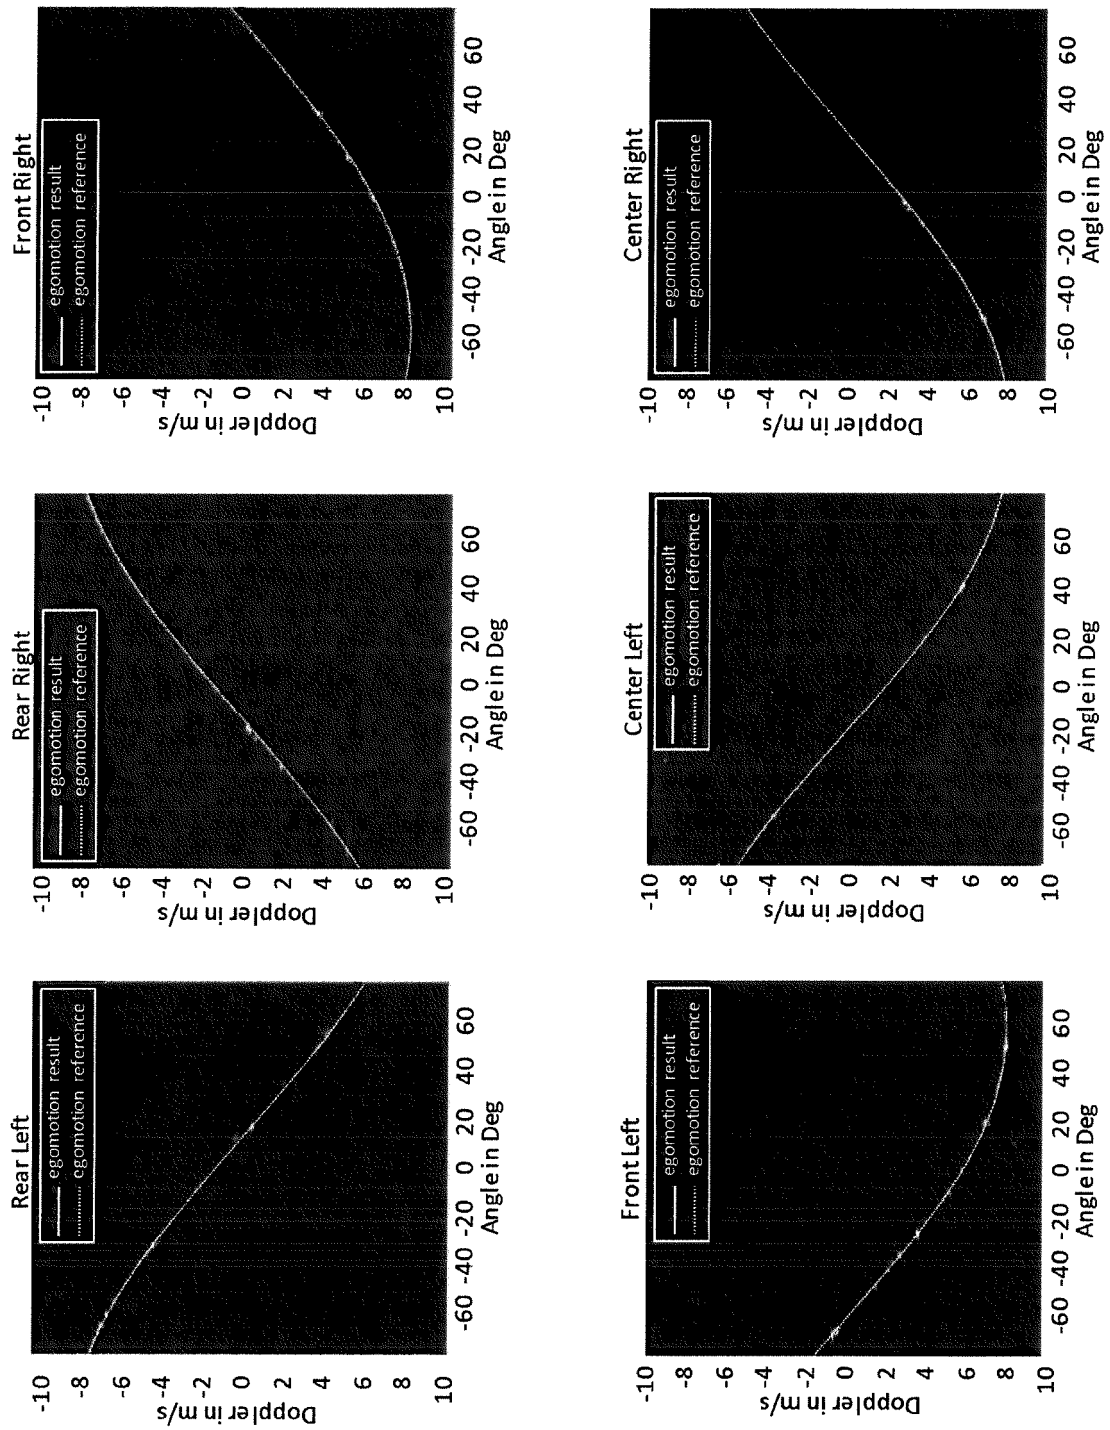 Rear Left
egomotion result
egomotion reference
-10
-8
-6
-4
-2
0
2
4
6
8
10
Doppler in m/s
-60 -40 -20 0 20 40 60
Angle in Deg
Rear Right
egomotion result
egomotion reference
-10
-8
-6
-4
-2
0
2
4
6
8
10
Doppler in m/s
-60 -40 -20 0 20 40 60
Angle in Deg
Front Right
egomotion result
egomotion reference
-10
-8
-6
-4
-2
0
2
4
6
8
10
Doppler in m/s
-60 -40 -20 0 20 40 60
Angle in Deg
Front Left
egomotion result
egomotion reference
-10
-8
-6
-4
-2
0
2
4
6
8
10
Doppler in m/s
-60 -40 -20 0 20 40 60
Angle in Deg
Center Left
egomotion result
egomotion reference
-10
-8
-6
-4
-2
0
2
4
6
8
10
Doppler in m/s
-60 -40 -20 0 20 40 60
Angle in Deg
Center Right
egomotion result
egomotion reference
-10
-8
-6
-4
-2
0
2
4
6
8
10
Doppler in m/s
-60 -40 -20 0 20 40 60
Angle in Deg